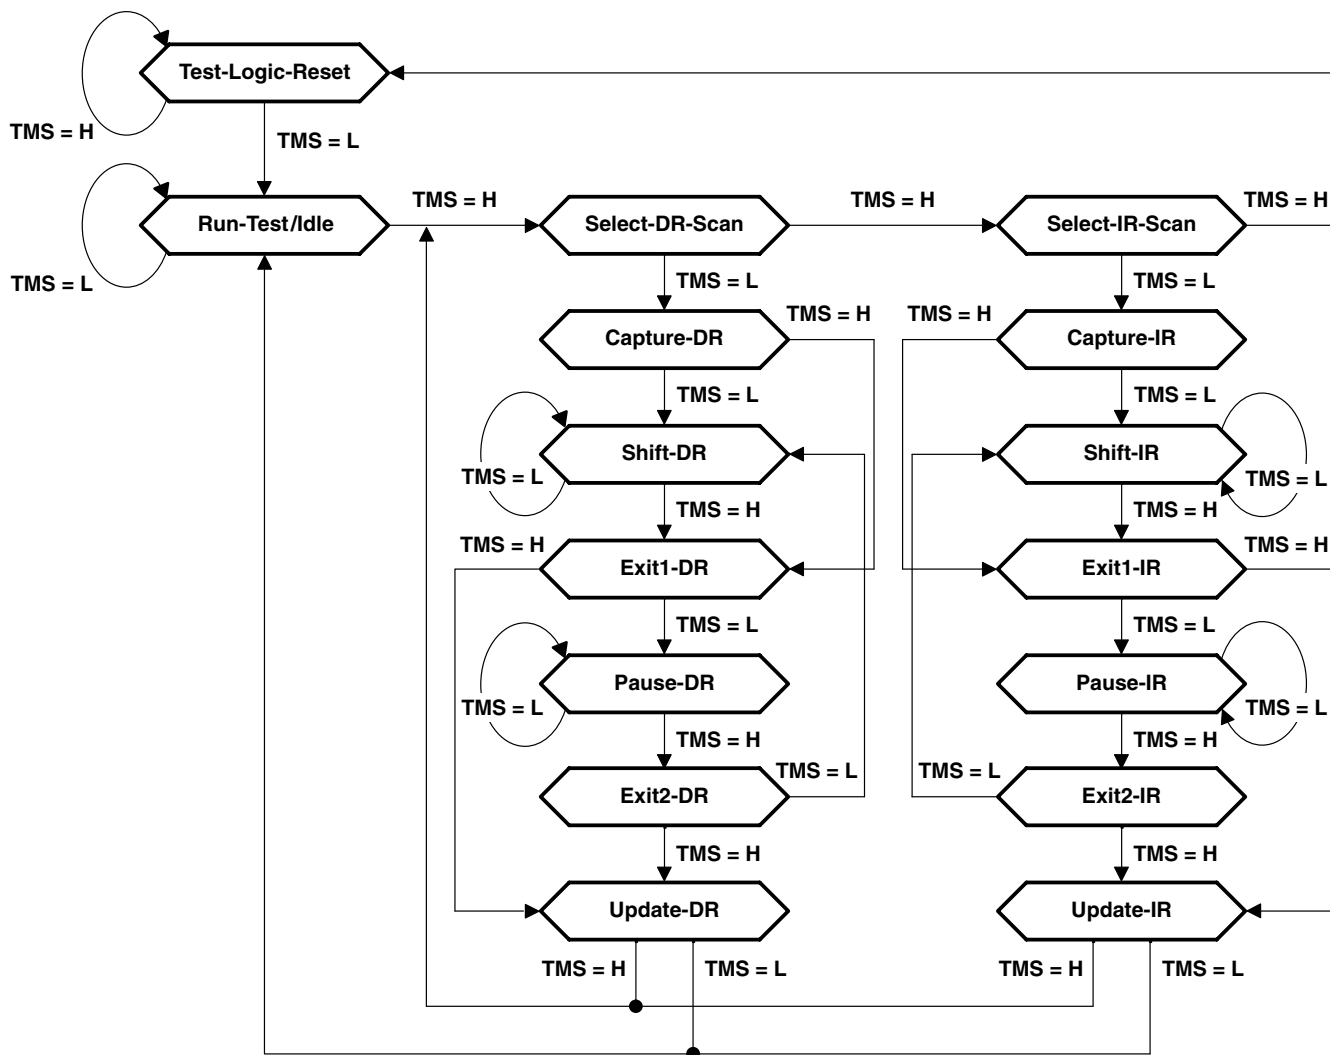 Test-Logic-Reset
TMS = H
TMS = L
TMS = H
TMS = H
TMS = H
Run-Test/Idle
Select-DR-Scan
Select-IR-Scan
TMS = L
TMS = L
TMS = L
TMS = H
TMS = H
Capture-DR
Capture-IR
TMS = L
TMS = L
Shift-DR
Shift-IR
TMS = L
TMS = L
TMS = H
TMS = H
TMS = H
TMS = H
Exit1-DR
Exit1-IR
TMS = L
TMS = L
Pause-DR
Pause-IR
TMS = L
TMS = L
TMS = H
TMS = H
TMS = L
TMS = L
Exit2-DR
Exit2-IR
TMS = H
TMS = H
Update-DR
Update-IR
TMS = H
TMS = L
TMS = H
TMS = L